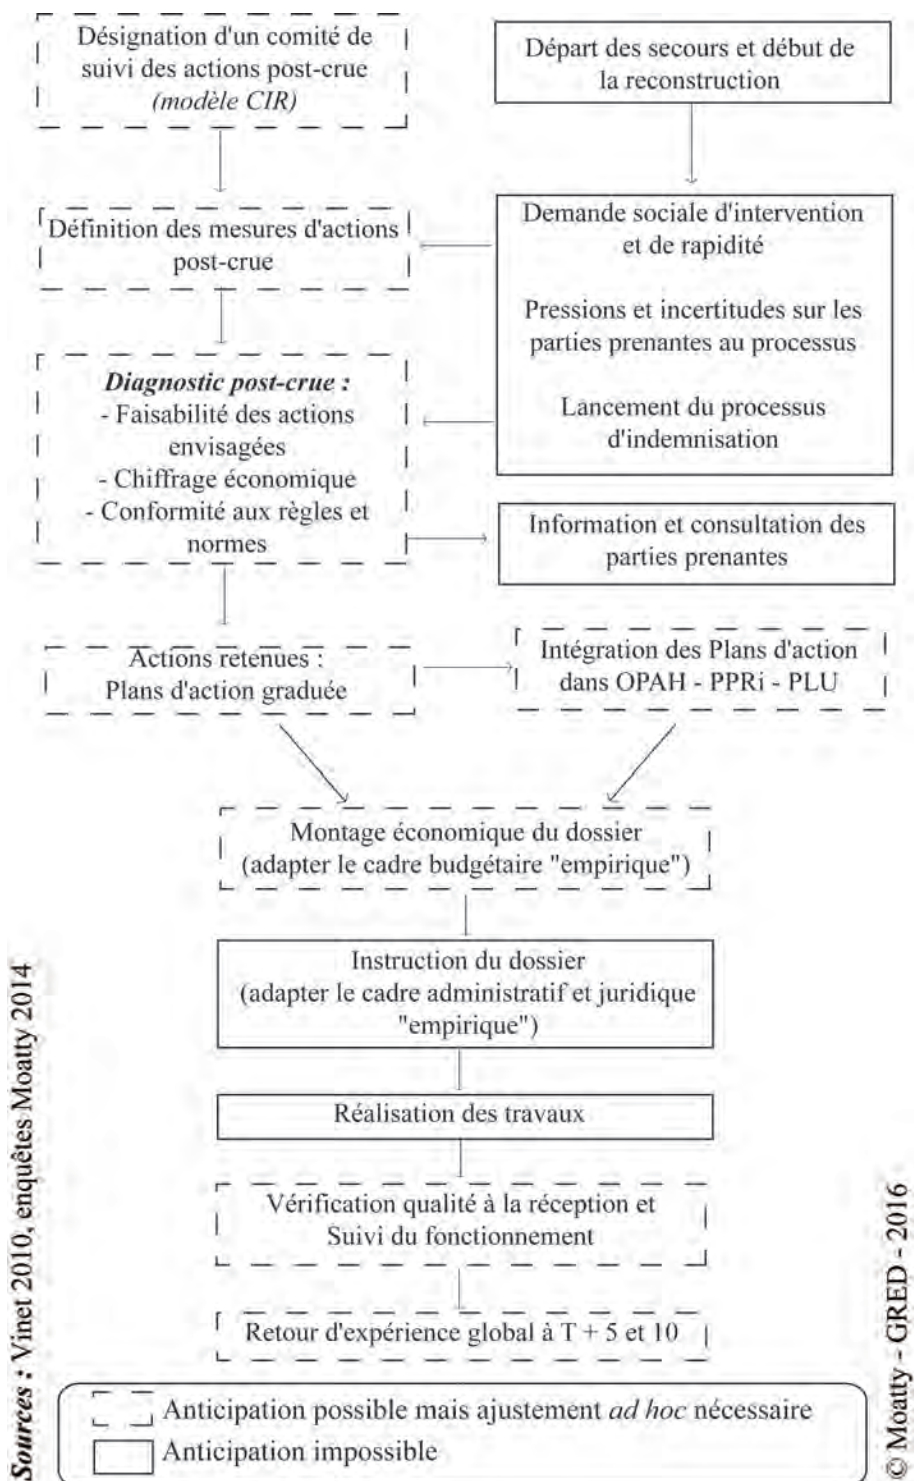 Désignation d'un comité de
suivi des actions post-crue
(modèle CIR)
Départ des secours et début de
la reconstruction
Définition des mesures d'actions
post-crue
Demande sociale d'intervention
et de rapidité
Pressions et incertitudes sur les
parties prenantes au processus
Lancement du processus
d'indemnisation
Diagnostic post-crue :
- Faisabilité des actions
envisagées
- Chiffrage économique
- Conformité aux règles et
normes
Information et consultation des
parties prenantes
Actions retenues :
Plans d'action graduée
Intégration des Plans d'action
dans OPAH - PPRi - PLU
Montage économique du dossier
(adapter le cadre budgétaire "empirique")
Instruction du dossier
(adapter le cadre administratif et juridique
"empirique")
Réalisation des travaux
Vérification qualité à la réception et
Suivi du fonctionnement
Retour d'expérience global à T + 5 et 10
Anticipation possible mais ajustement ad hoc nécessaire
Anticipation impossible
Sources : Vinet 2010, enquêtes Moatty 2014
© Moatty - GRED - 2016